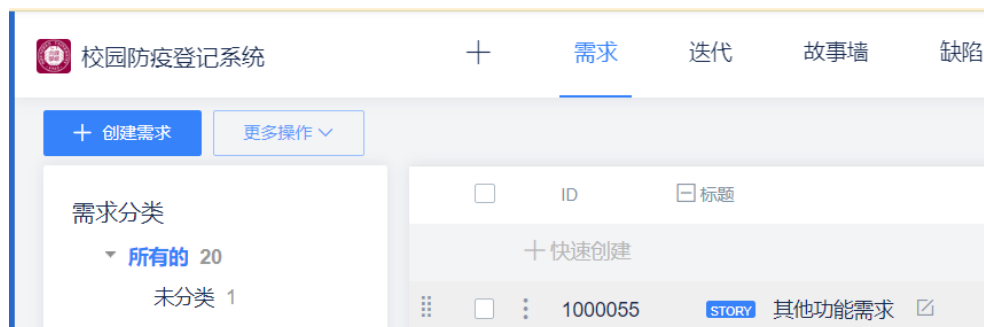 校园防疫登记系统 需求 迭代 故事墙 缺陷
创建需求 更多操作
需求分类
所有的 20
未分类 1
ID 标题
快速创建
1000055 STORY 其他功能需求